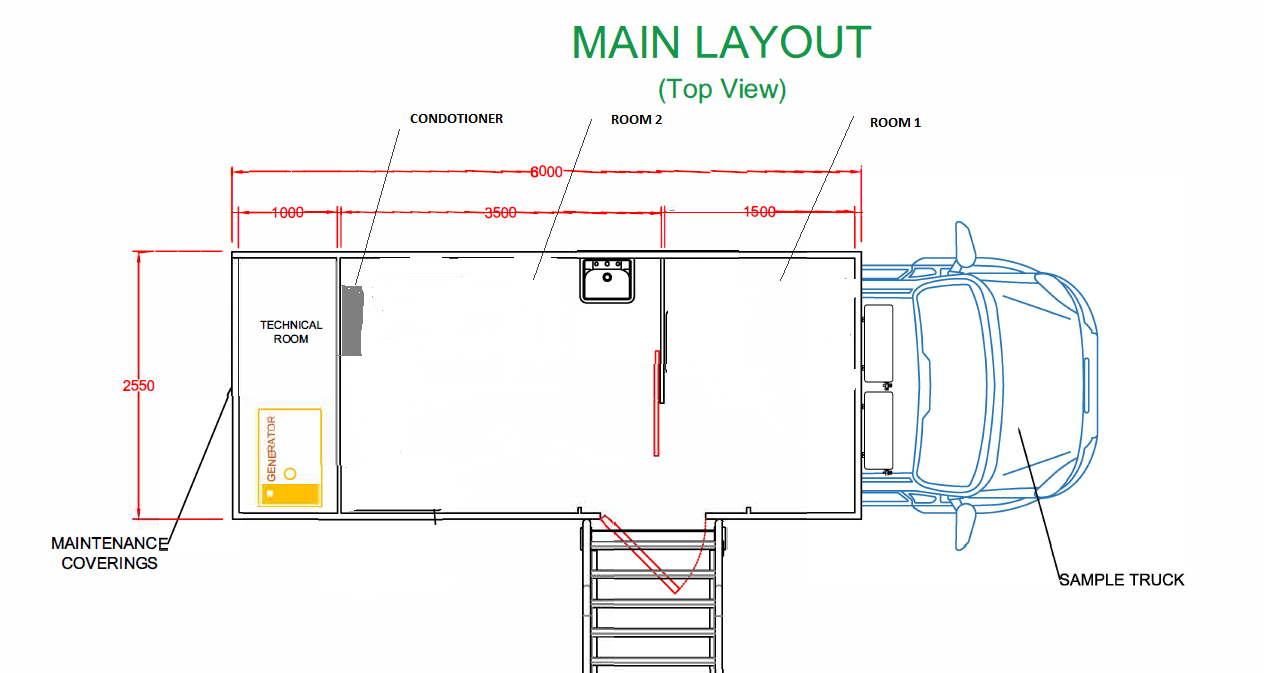 MAIN LAYOUT
(Top View)
CONDOTIONER
ROOM 2
ROOM 1
6000
1000
3500
1500
TECHNICAL
ROOM
2550
GENERATOR
MAINTENANCE
COVERINGS
SAMPLE TRUCK